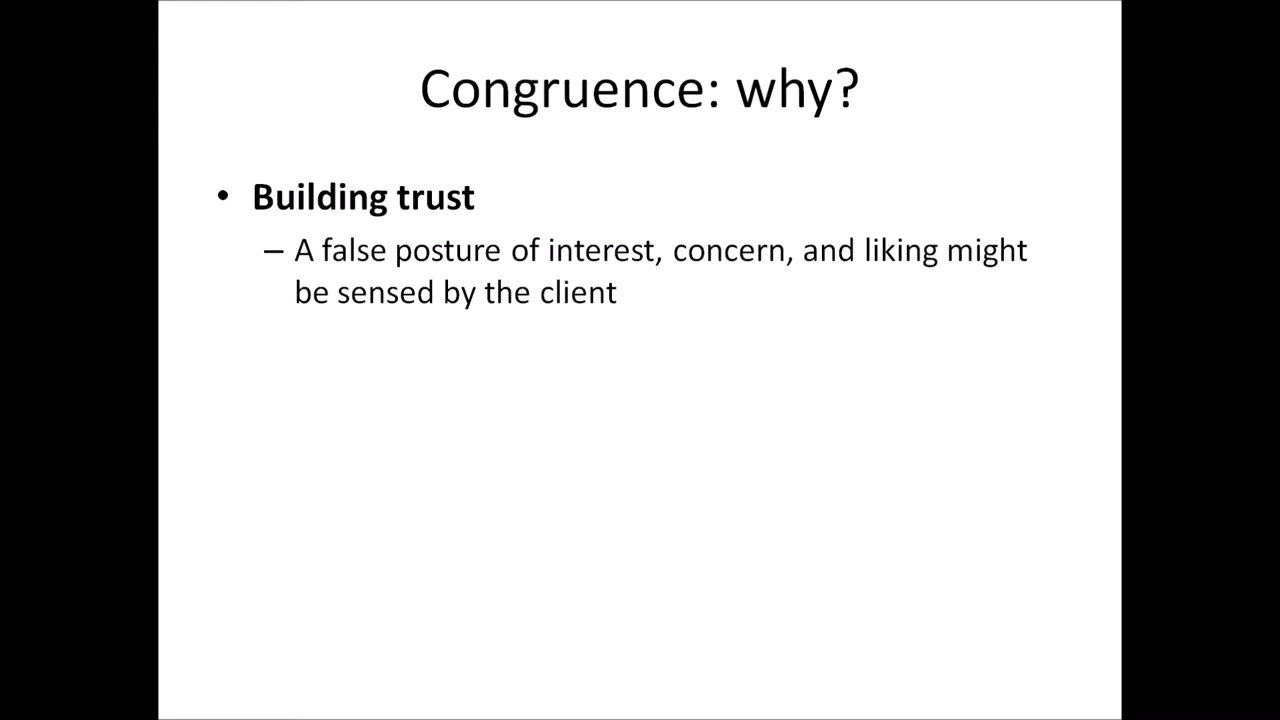 Congruence: why?
• Building trust
– A false posture of interest, concern, and liking might
be sensed by the client